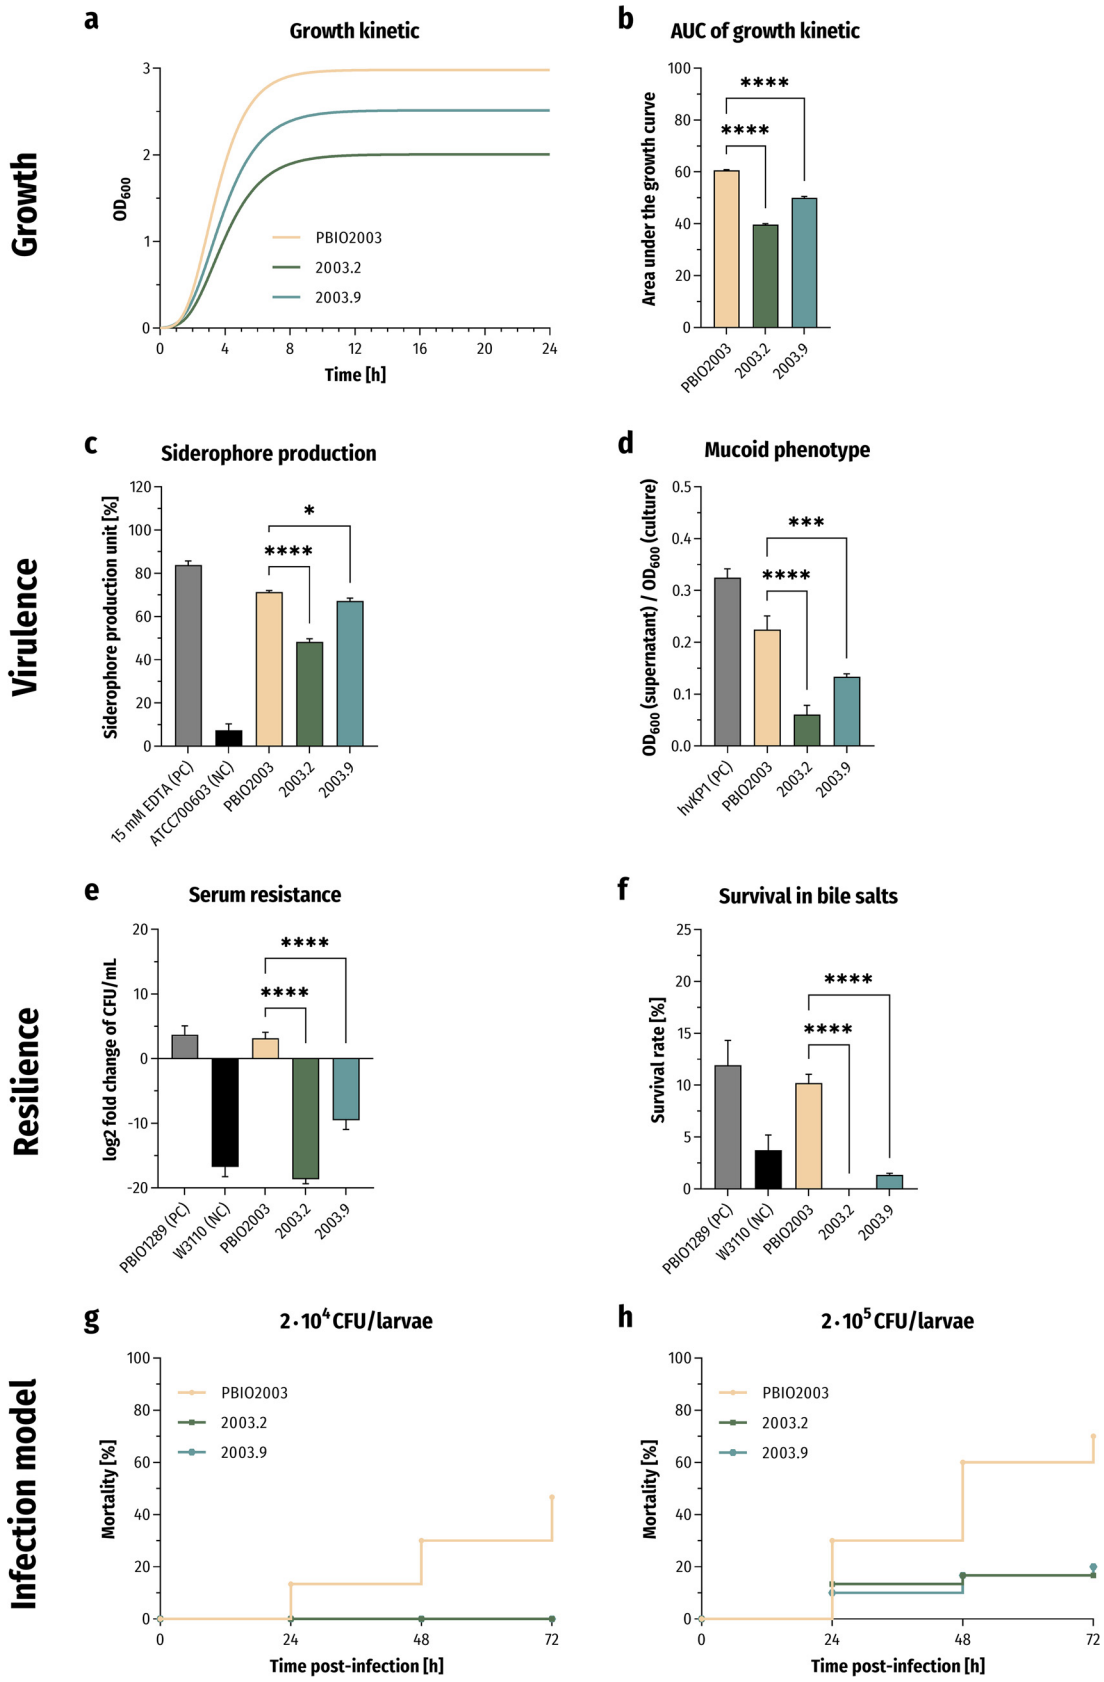 Growth
a
Growth kinetic
OD600
3
2
1
0
PBIO2003
2003.2
2003.9
0 4 8 12 16 20 24
Time [h]
b
AUC of growth kinetic
Area under the growth curve
100
80
60
40
20
0
****
****
PBIO2003 2003.2 2003.9
Virulence
c
Siderophore production
Siderophore production unit [%]
120
100
80
60
40
20
0
*
****
15 mM EDTA (PC) ATCC700603 (NC) PBIO2003 2003.2 2003.9
d
Mucoid phenotype
OD600 (supernatant) / OD600 (culture)
0.5
0.4
0.3
0.2
0.1
0.0
***
****
hvKP1 (PC) PBIO2003 2003.2 2003.9
Resilience
e
Serum resistance
log2 fold change of CFU/mL
20
10
0
-10
-20
****
****
PBIO1289 (PC) W3110 (NC) PBIO2003 2003.2 2003.9
f
Survival in bile salts
Survival rate [%]
25
20
15
10
5
0
****
****
PBIO1289 (PC) W3110 (NC) PBIO2003 2003.2 2003.9
Infection model
g
2·10⁴ CFU/larvae
Mortality [%]
100
80
60
40
20
0
PBIO2003
2003.2
2003.9
0 24 48 72
Time post-infection [h]
h
2·10⁵ CFU/larvae
Mortality [%]
100
80
60
40
20
0
PBIO2003
2003.2
2003.9
0 24 48 72
Time post-infection [h]